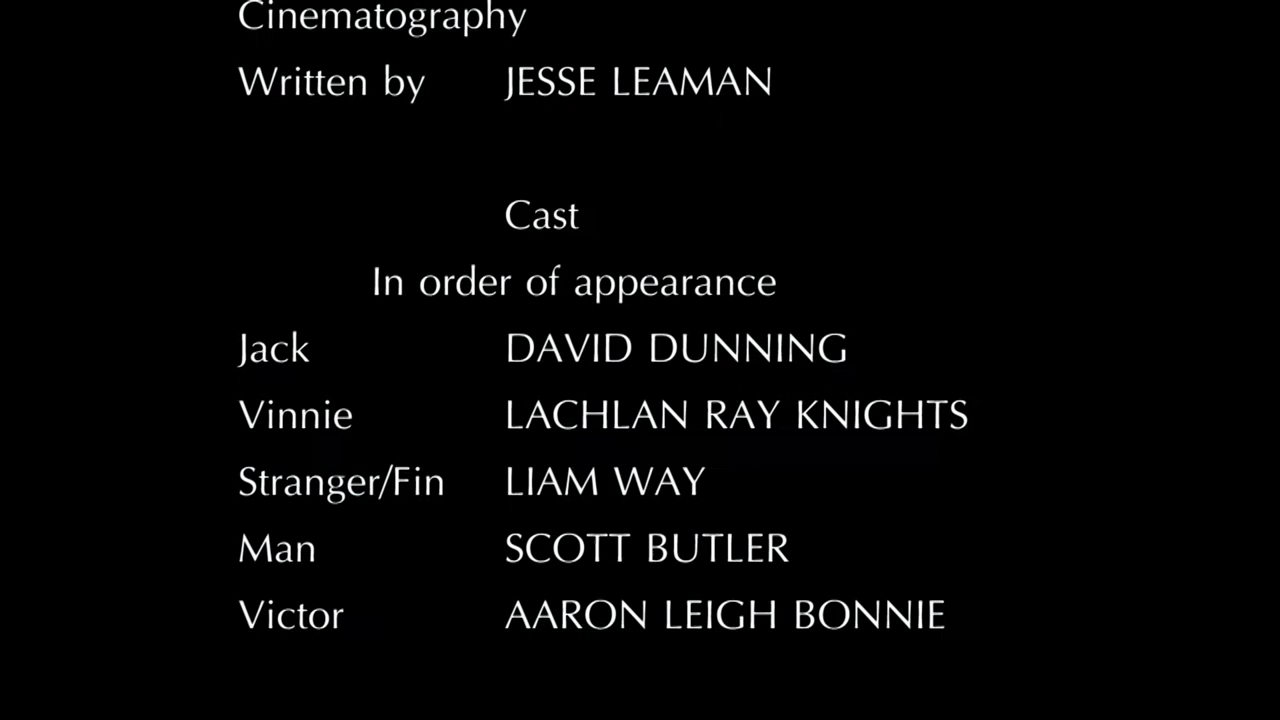 Cinematography
Written by JESSE LEAMAN
Cast
In order of appearance
Jack DAVID DUNNING
Vinnie LACHLAN RAY KNIGHTS
Stranger/Fin LIAM WAY
Man SCOTT BUTLER
Victor AARON LEIGH BONNIE